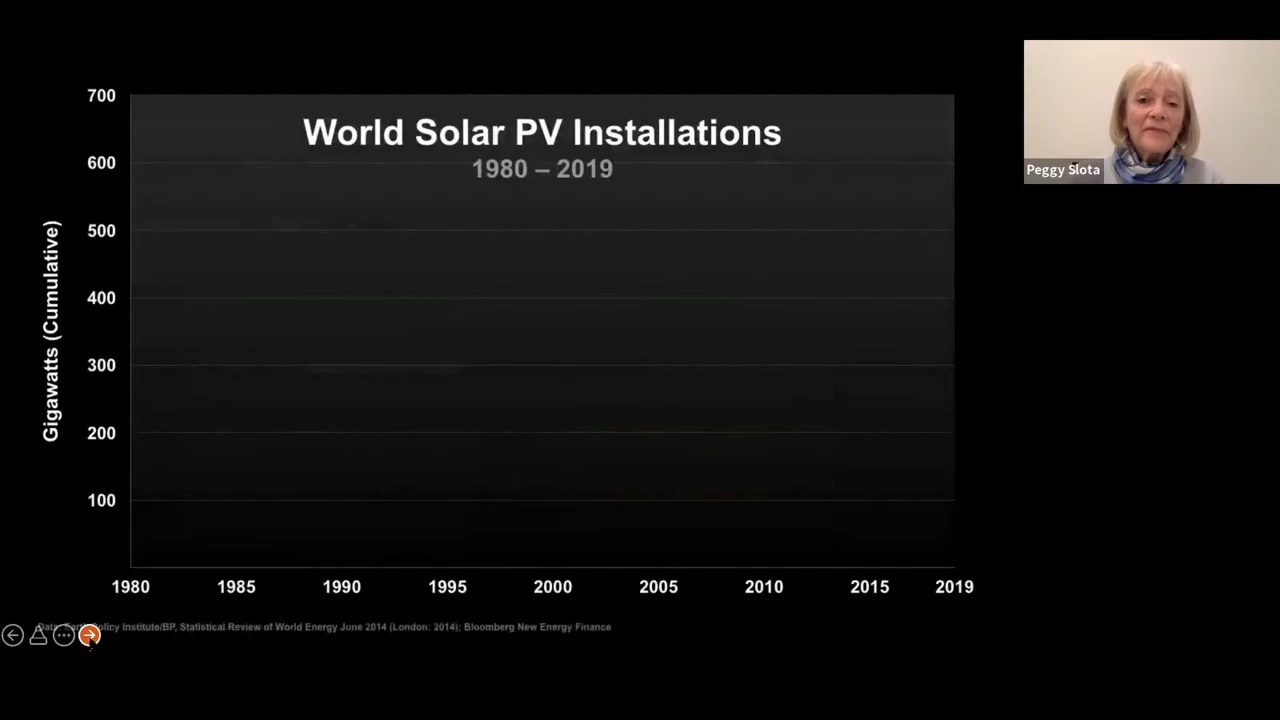 World Solar PV Installations
1980 – 2019
Gigawatts (Cumulative)
700
600
500
400
300
200
100
1980 1985 1990 1995 2000 2005 2010 2015 2019
Data: Earth Policy Institute/BP, Statistical Review of World Energy June 2014 (London: 2014); Bloomberg New Energy Finance
Peggy Slota